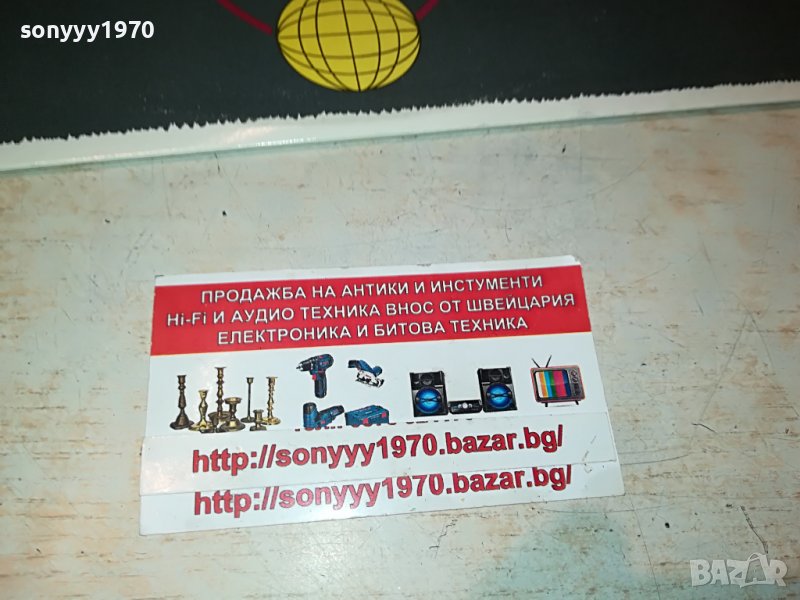 sonyyy1970
ПРОДАЖБА НА АНТИКИ И ИНСТУМЕНТИ
Hi-Fi И АУДИО ТЕХНИКА ВНОС ОТ ШВЕЙЦАРИЯ
ЕЛЕКТРОНИКА И БИТОВА ТЕХНИКА
http://sonyyy1970.bazar.bg/
http://sonyyy1970.bazar.bg/
BAZAR